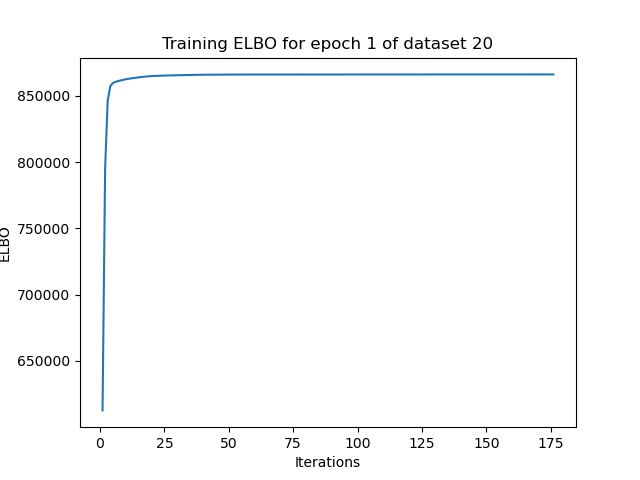 Training ELBO for epoch 1 of dataset 20
850000
800000
750000
700000
650000
ELBO
0 25 50 75 100 125 150 175
Iterations